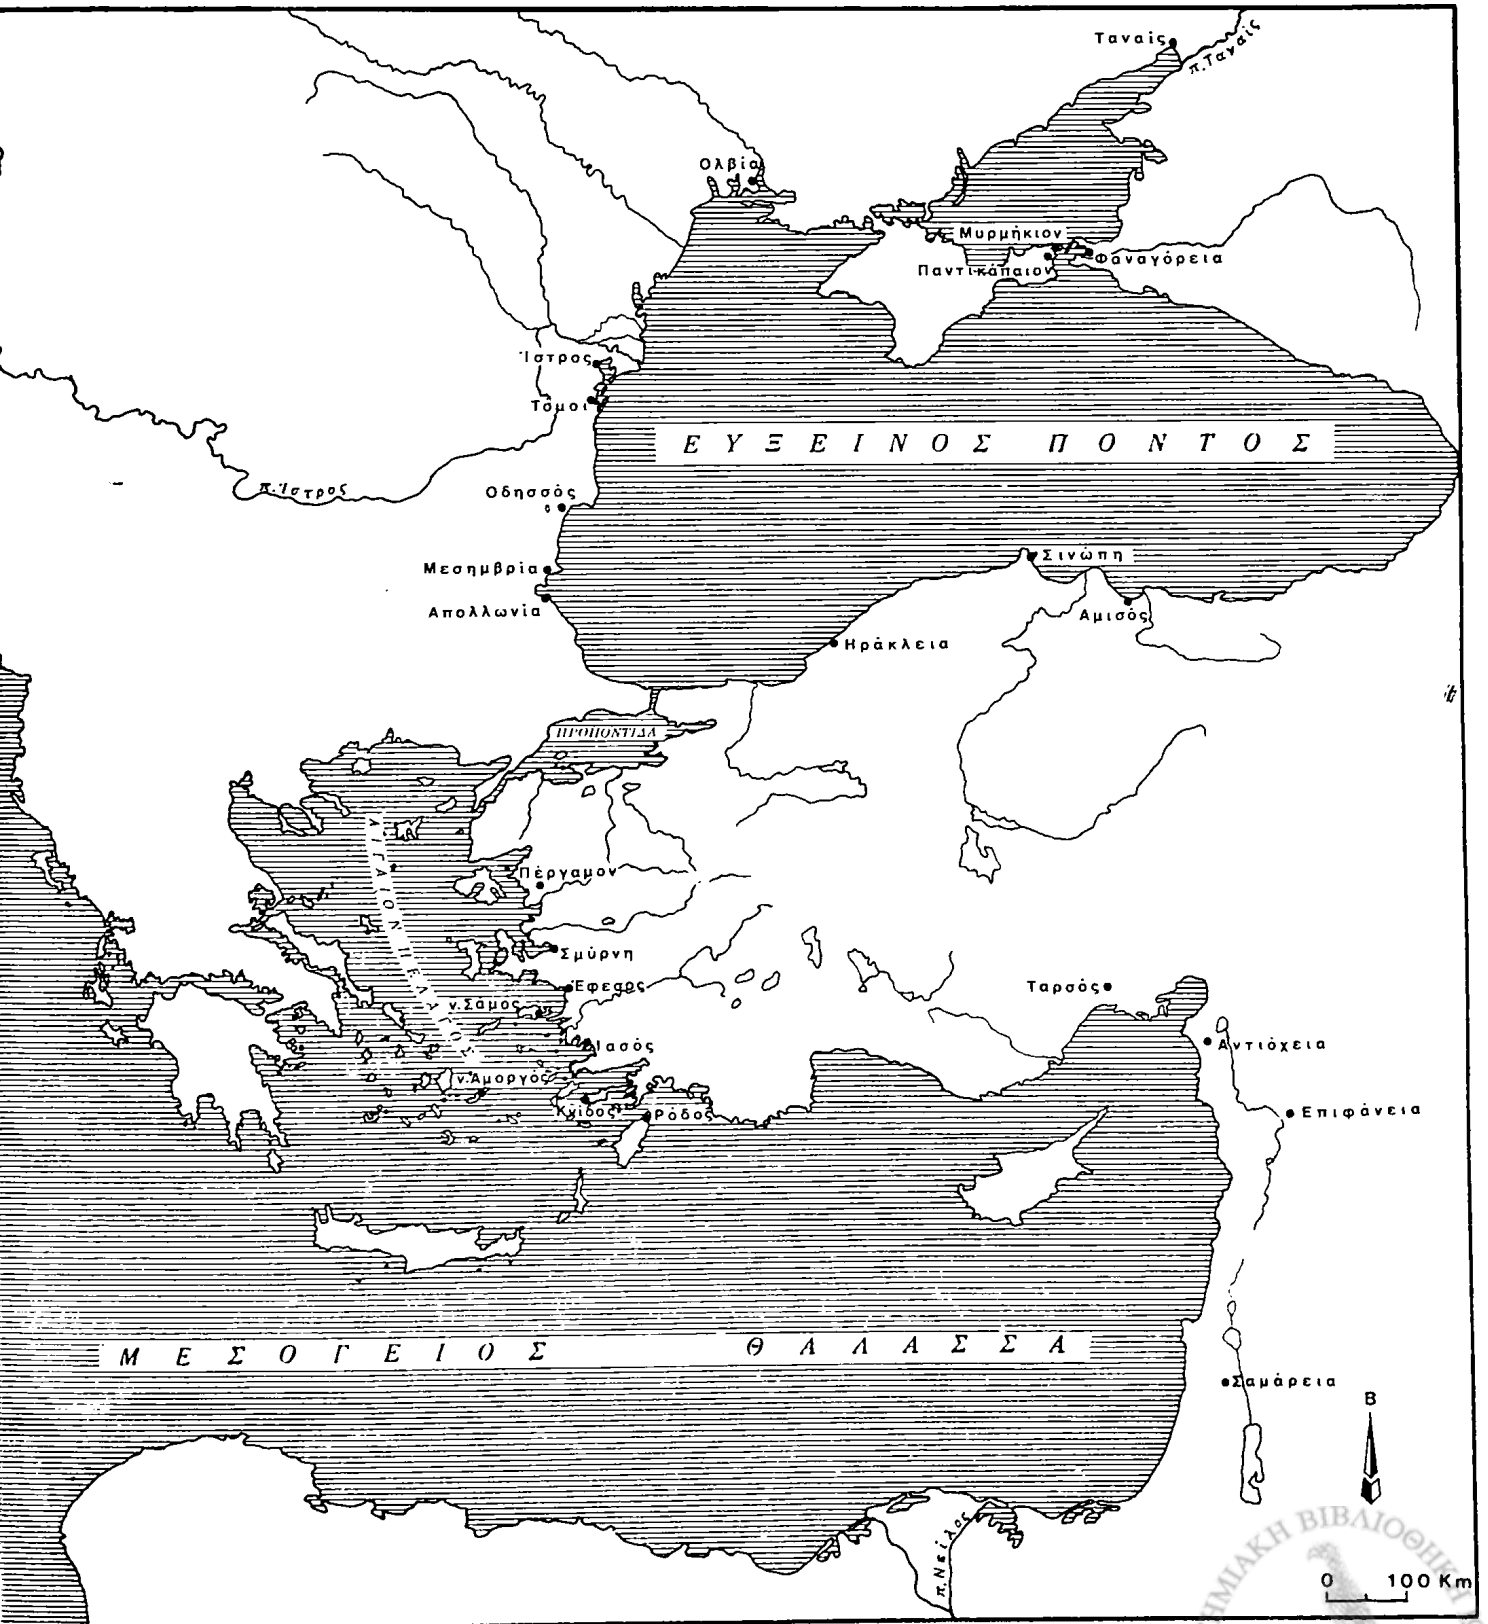 Ταναίς
π.Ταναίς
Ολβία
Μυρμήκιον
Παντικάπαιον
Φαναγόρεια
Ίστρος
Τόμοι
ΕΥΞΕΙΝΟΣ ΠΟΝΤΟΣ
π.Ίστρος
Οδησσός
Μεσημβρία
Σινώπη
Απολλωνία
Αμισός
Ηράκλεια
ΠΡΟΠΟΝΤΙΔΑ
ΑΙΓΑΙΟΝ ΠΕΛΑΓΟΣ
Πέργαμον
Σμύρνη
Έφεσος
Ταρσός
ν.Σάμος
Ιασός
Αντιόχεια
ν.Αμοργός
Κνίδος
Ρόδος
Επιφάνεια
ΜΕΣΟΓΕΙΟΣ ΘΑΛΑΣΣΑ
Σαμάρεια
Β
π.Νείλος
0 100 Km